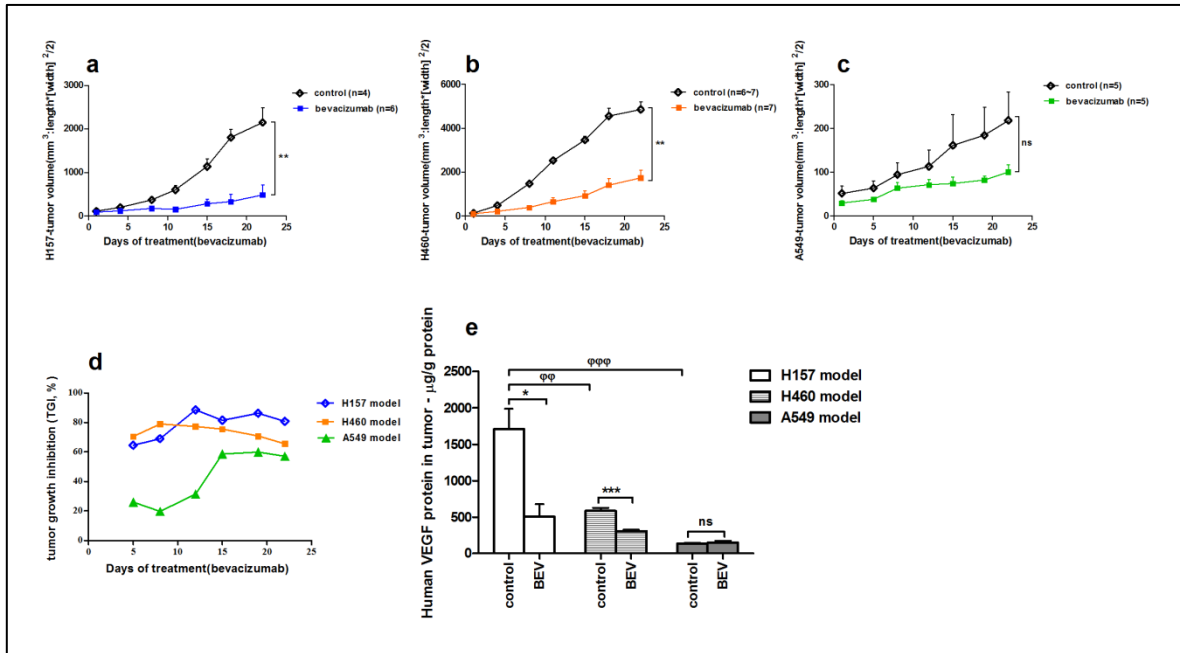 a
H157-tumor volume(mm³:length*[width]²/2)
3000
2000
1000
0
0 5 10 15 20 25
Days of treatment(bevacizumab)
control (n=4)
bevacizumab (n=6)
**
b
H460-tumor volume(mm³:length*[width]²/2)
6000
4000
2000
0
0 5 10 15 20 25
Days of treatment(bevacizumab)
control (n=6~7)
bevacizumab (n=7)
**
c
A549-tumor volume(mm³:length*[width]²/2)
300
200
100
0
0 5 10 15 20 25
Days of treatment(bevacizumab)
control (n=5)
bevacizumab (n=5)
ns
d
tumor growth inhibition (TGI, %)
100
80
60
40
20
0
0 5 10 15 20 25
Days of treatment(bevacizumab)
H157 model
H460 model
A549 model
e
Human VEGF protein in tumor - µg/g protein
2500
2000
1500
1000
500
0
φφφ
φφ
*
***
ns
control BEV control BEV control BEV
H157 model
H460 model
A549 model